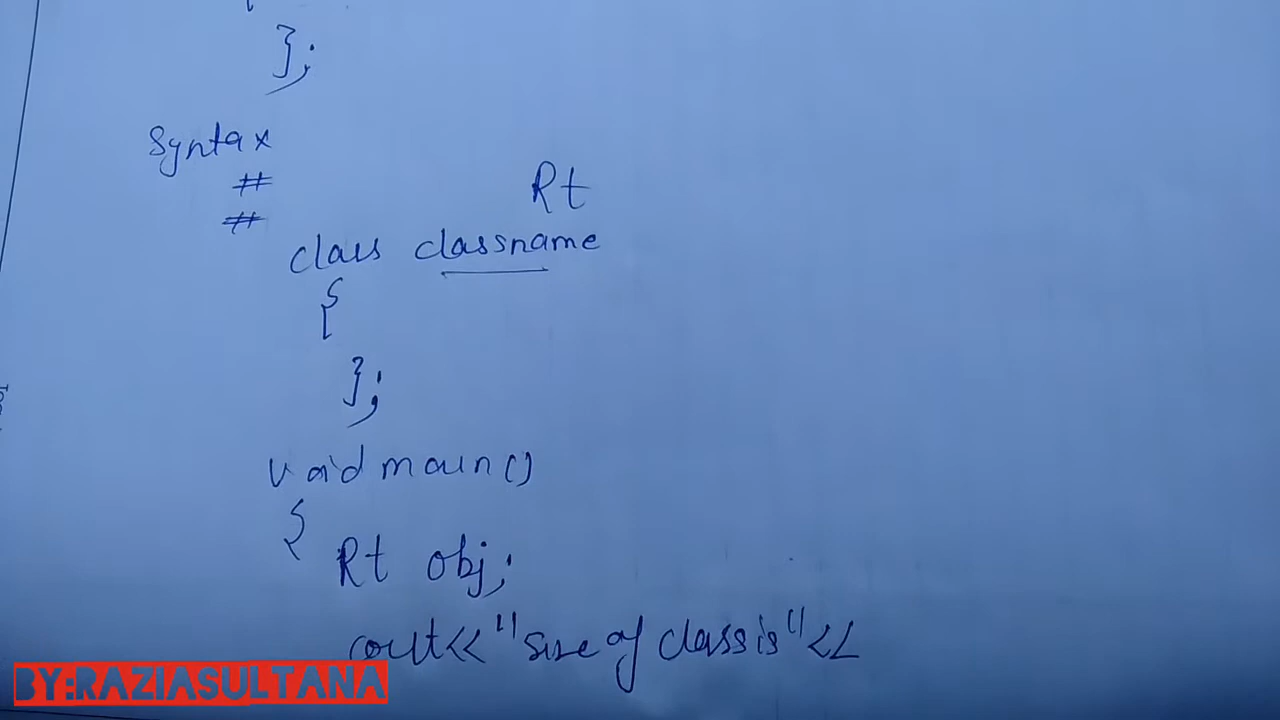 };
Syntax
#
Rt
#
class classname
{
};
void main()
{
Rt obj;
cout<<"size of class is"<<
BY:RAZIASULTANA